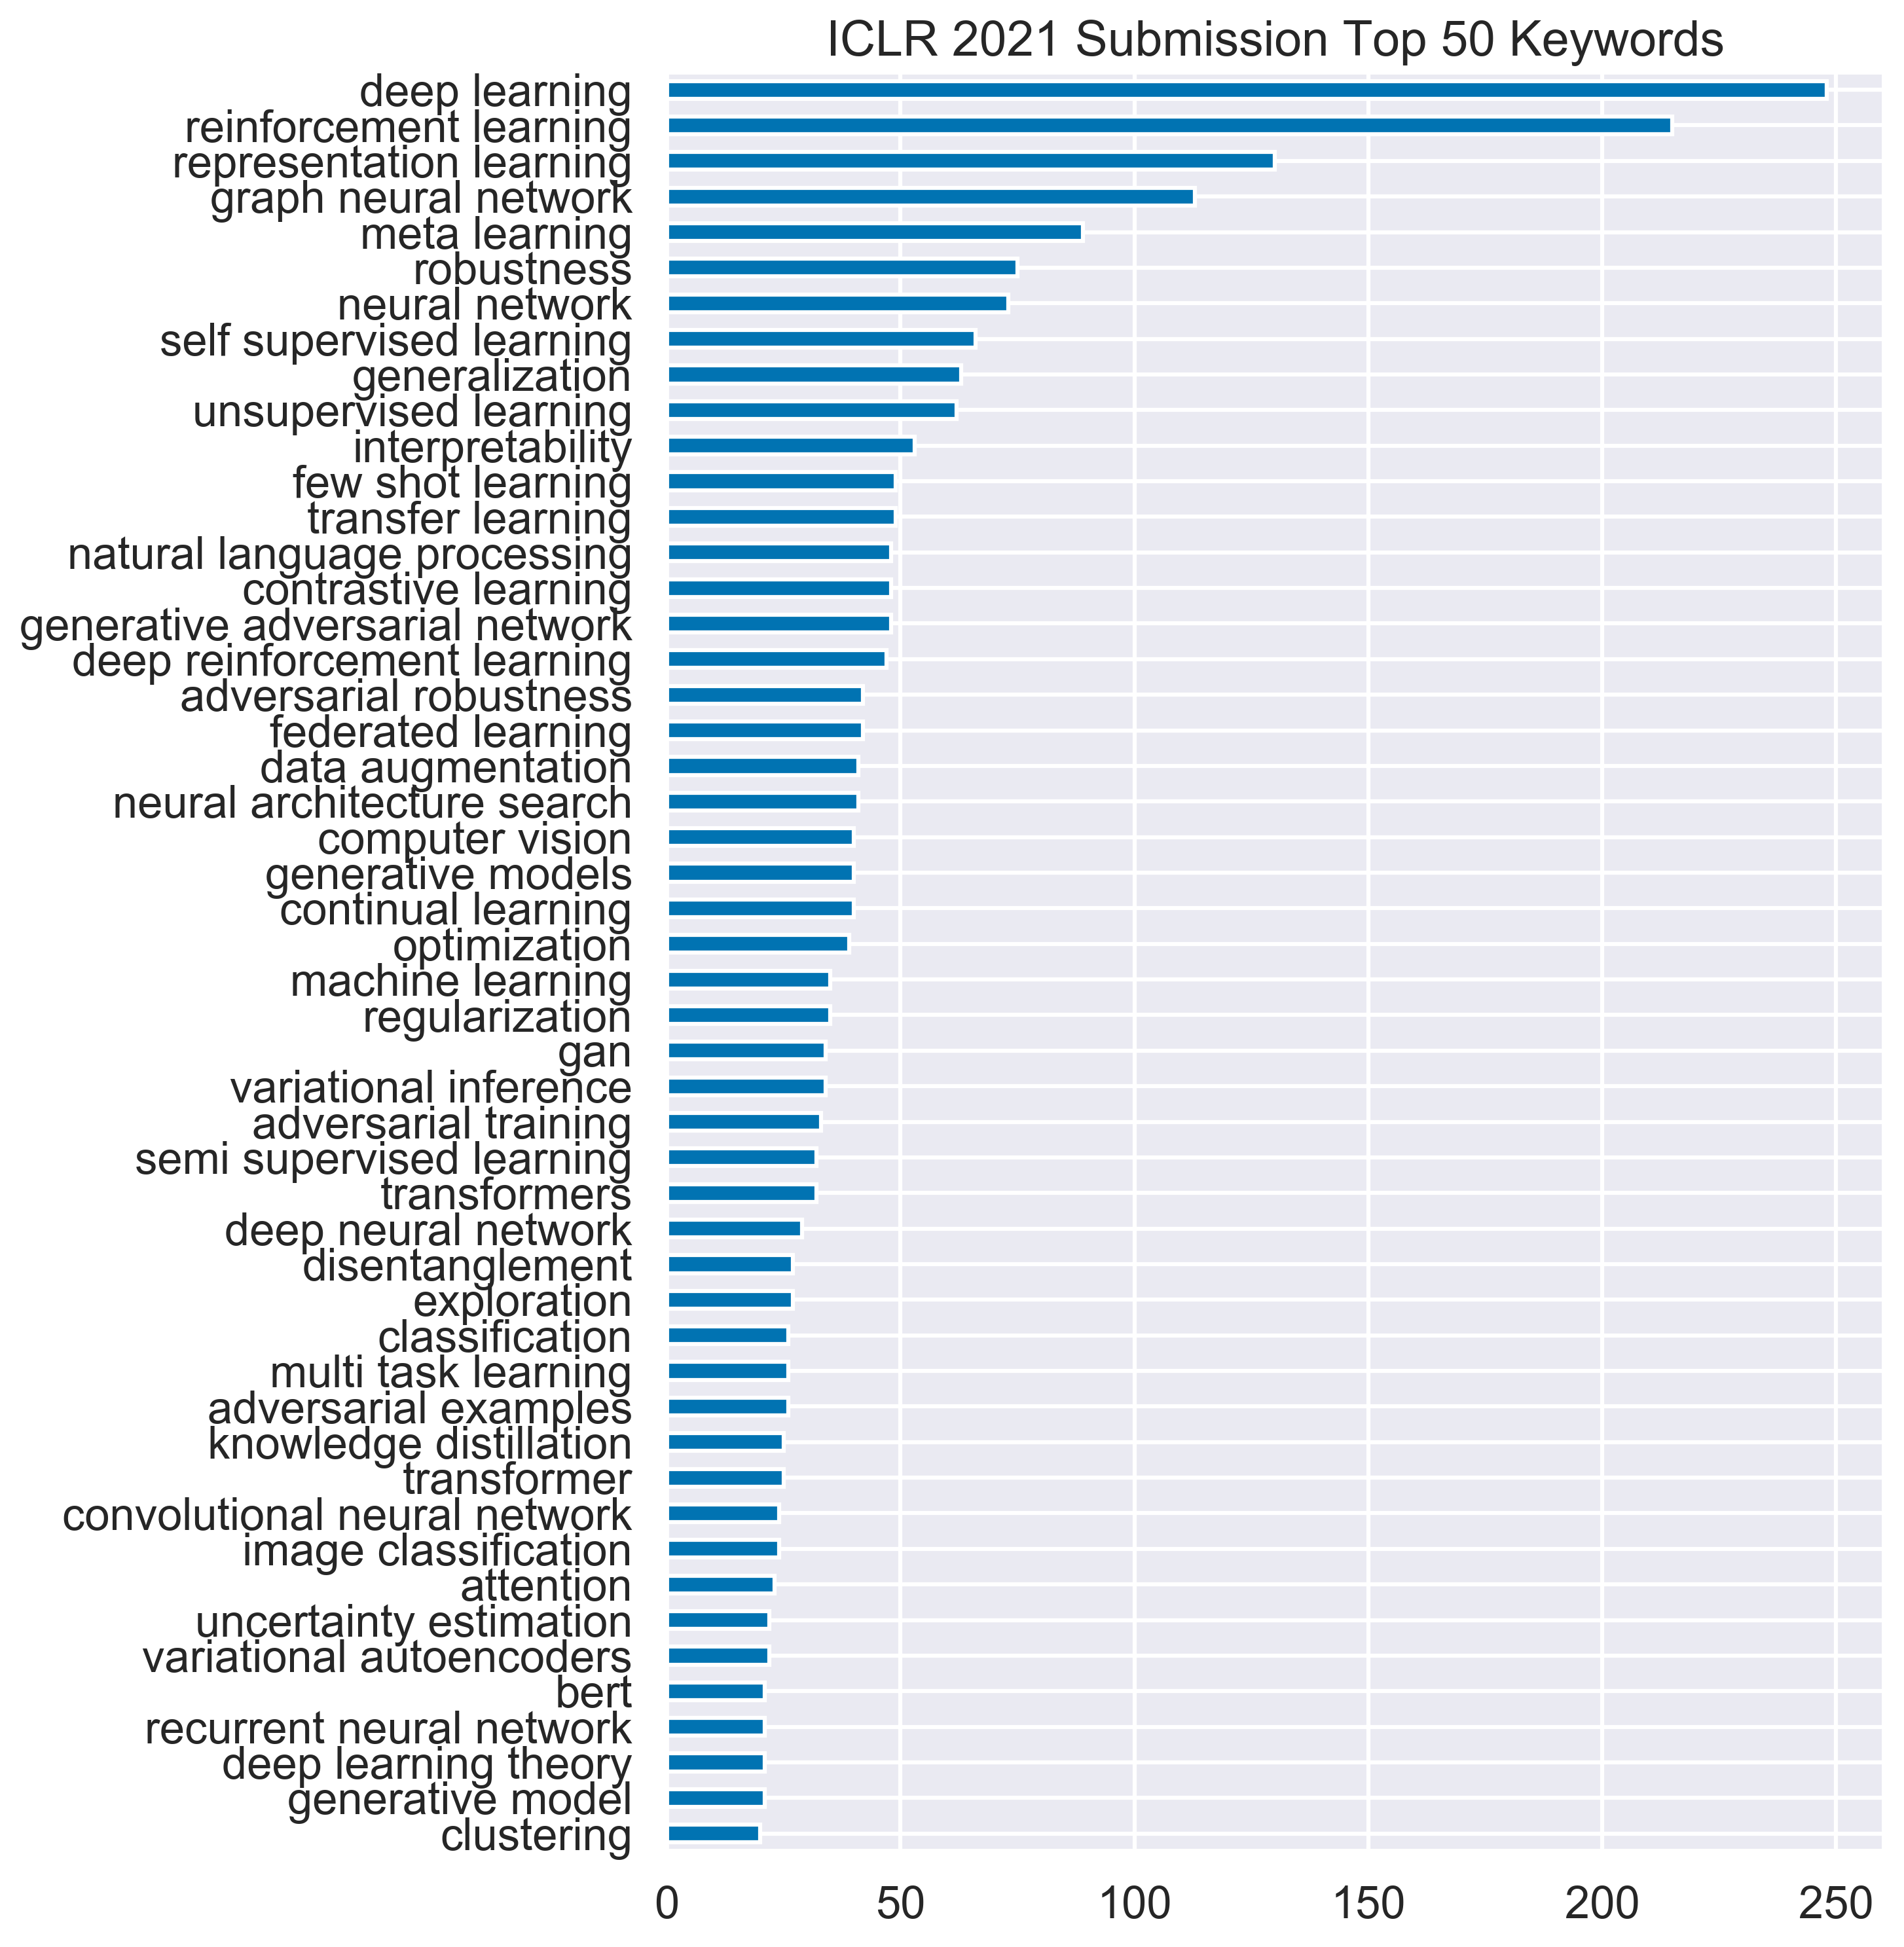 ICLR 2021 Submission Top 50 Keywords
deep learning
reinforcement learning
representation learning
graph neural network
meta learning
robustness
neural network
self supervised learning
generalization
unsupervised learning
interpretability
few shot learning
transfer learning
natural language processing
contrastive learning
generative adversarial network
deep reinforcement learning
adversarial robustness
federated learning
data augmentation
neural architecture search
computer vision
generative models
continual learning
optimization
machine learning
regularization
gan
variational inference
adversarial training
semi supervised learning
transformers
deep neural network
disentanglement
exploration
classification
multi task learning
adversarial examples
knowledge distillation
transformer
convolutional neural network
image classification
attention
uncertainty estimation
variational autoencoders
bert
recurrent neural network
deep learning theory
generative model
clustering
0 50 100 150 200 250